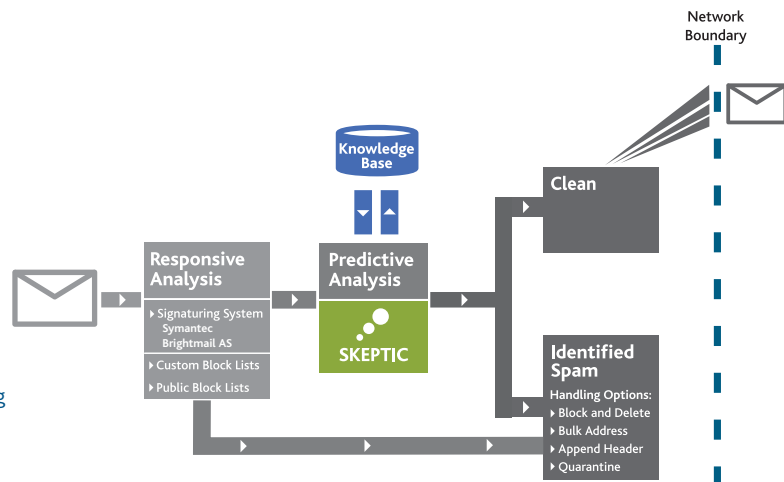 Network
Boundary
Knowledge
Base
Clean
Responsive
Analysis
Signaturing System
Symantec
Brightmail AS
Custom Block Lists
Public Block Lists
Predictive
Analysis
SKEPTIC
Identified
Spam
Handling Options:
Block and Delete
Bulk Address
Append Header
Quarantine
g